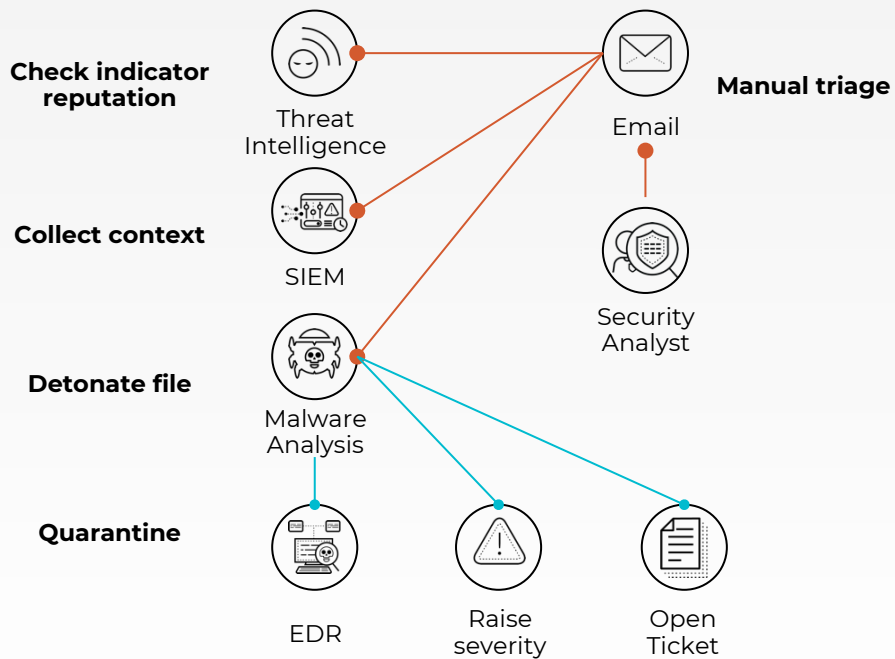 Check indicator
reputation
Threat
Intelligence
Email
Manual triage
Collect context
SIEM
Security
Analyst
Detonate file
Malware
Analysis
Quarantine
EDR
Raise
severity
Open
Ticket